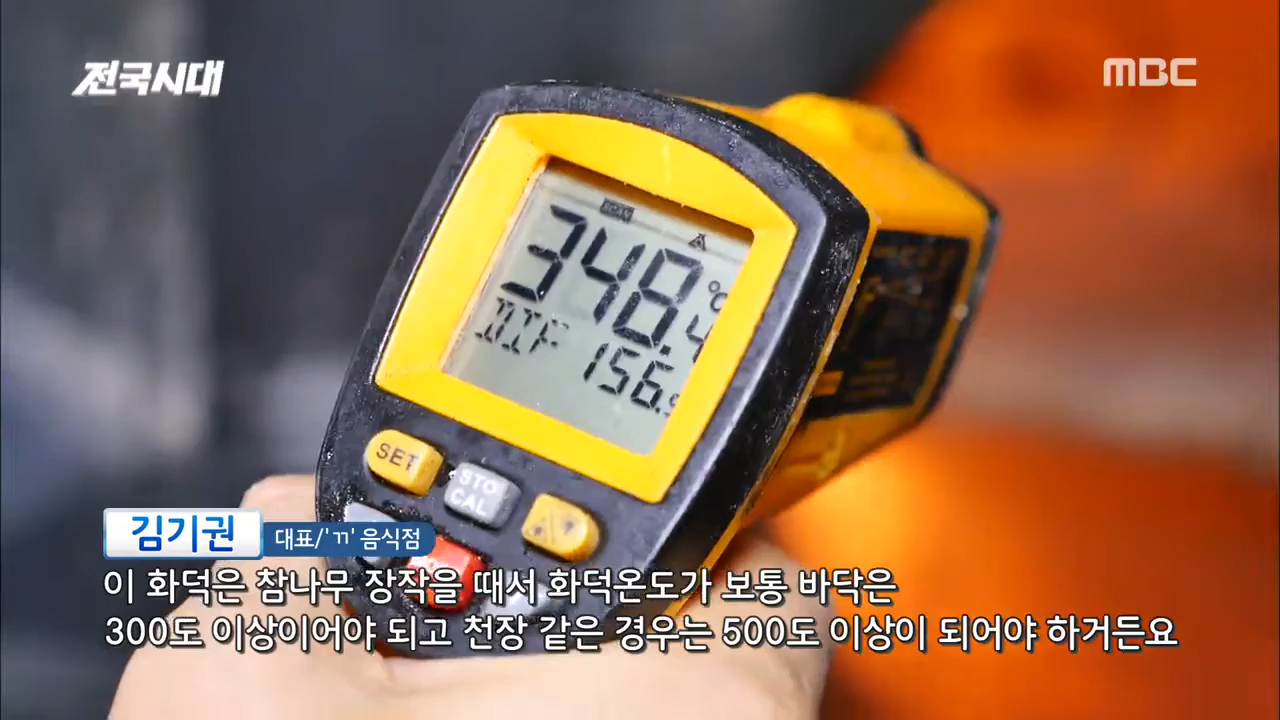 전국시대
MBC
SCAN
348.4
°C
DIF 156.9
SET
STO
CAL
김기권
대표/'ㄲ' 음식점
이 화덕은 참나무 장작을 때서 화덕온도가 보통 바닥은
300도 이상이어야 되고 천장 같은 경우는 500도 이상이 되어야 하거든요